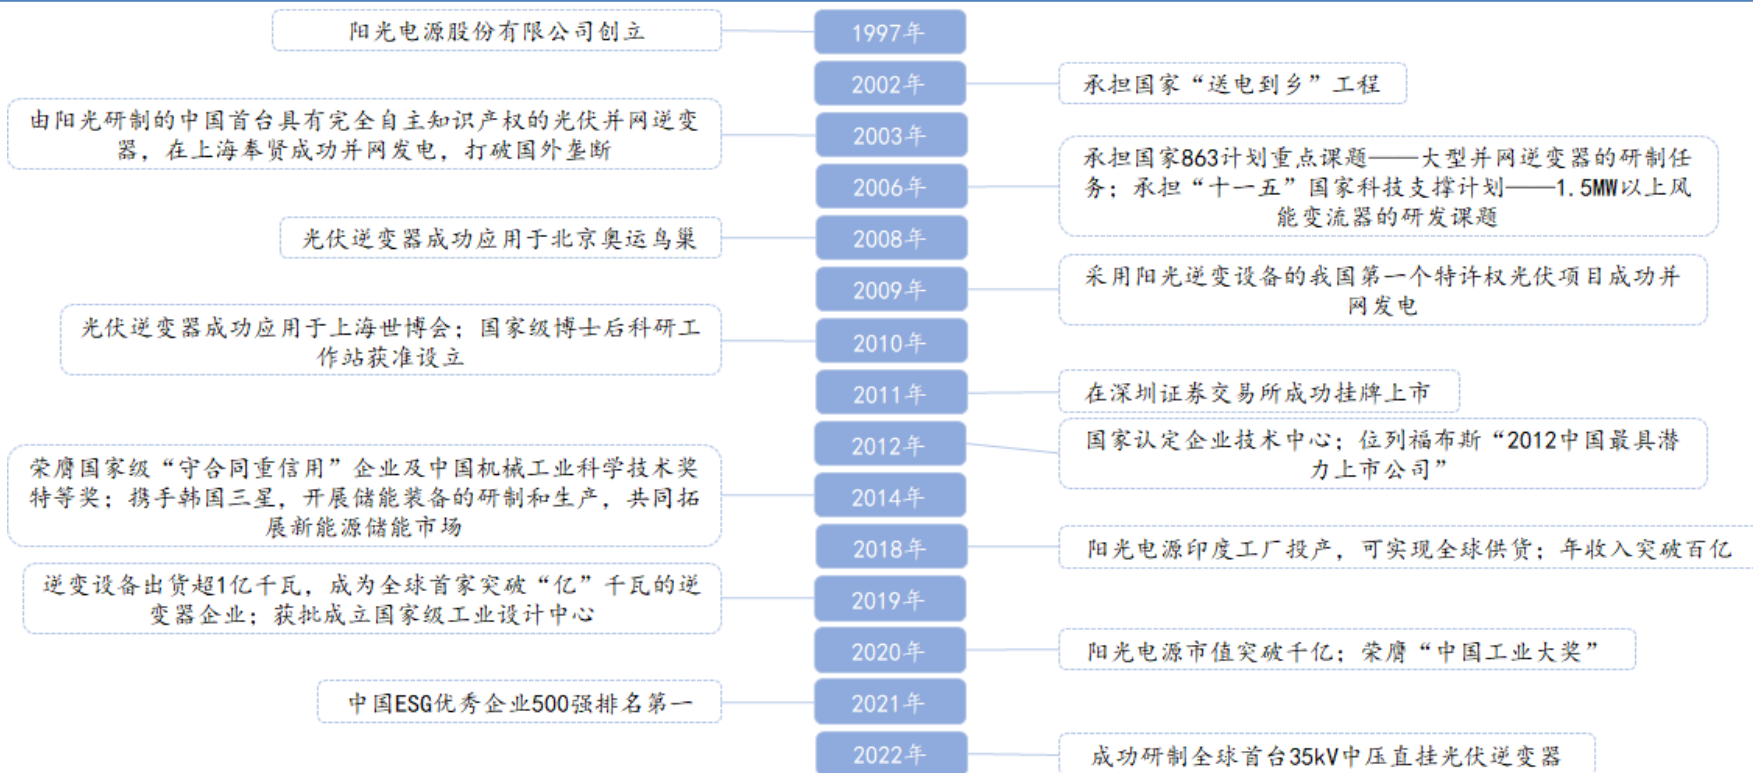 阳光电源股份有限公司创立
1997年
2002年
承担国家“送电到乡”工程
由阳光研制的中国首台具有完全自主知识产权的光伏并网逆变
器，在上海奉贤成功并网发电，打破国外垄断
2003年
2006年
承担国家863计划重点课题——大型并网逆变器的研制任
务；承担“十一五”国家科技支撑计划——1.5MW以上风
能变流器的研发课题
光伏逆变器成功应用于北京奥运鸟巢
2008年
2009年
采用阳光逆变设备的我国第一个特许权光伏项目成功并
网发电
光伏逆变器成功应用于上海世博会；国家级博士后科研工
作站获准设立
2010年
2011年
在深圳证券交易所成功挂牌上市
2012年
国家认定企业技术中心；位列福布斯“2012中国最具潜
力上市公司”
荣膺国家级“守合同重信用”企业及中国机械工业科学技术奖
特等奖；携手韩国三星，开展储能装备的研制和生产，共同拓
展新能源储能市场
2014年
2018年
阳光电源印度工厂投产，可实现全球供货；年收入突破百亿
逆变设备出货超1亿千瓦，成为全球首家突破“亿”千瓦的逆
变器企业；获批成立国家级工业设计中心
2019年
2020年
阳光电源市值突破千亿；荣膺“中国工业大奖”
中国ESG优秀企业500强排名第一
2021年
2022年
成功研制全球首台35kV中压直挂光伏逆变器